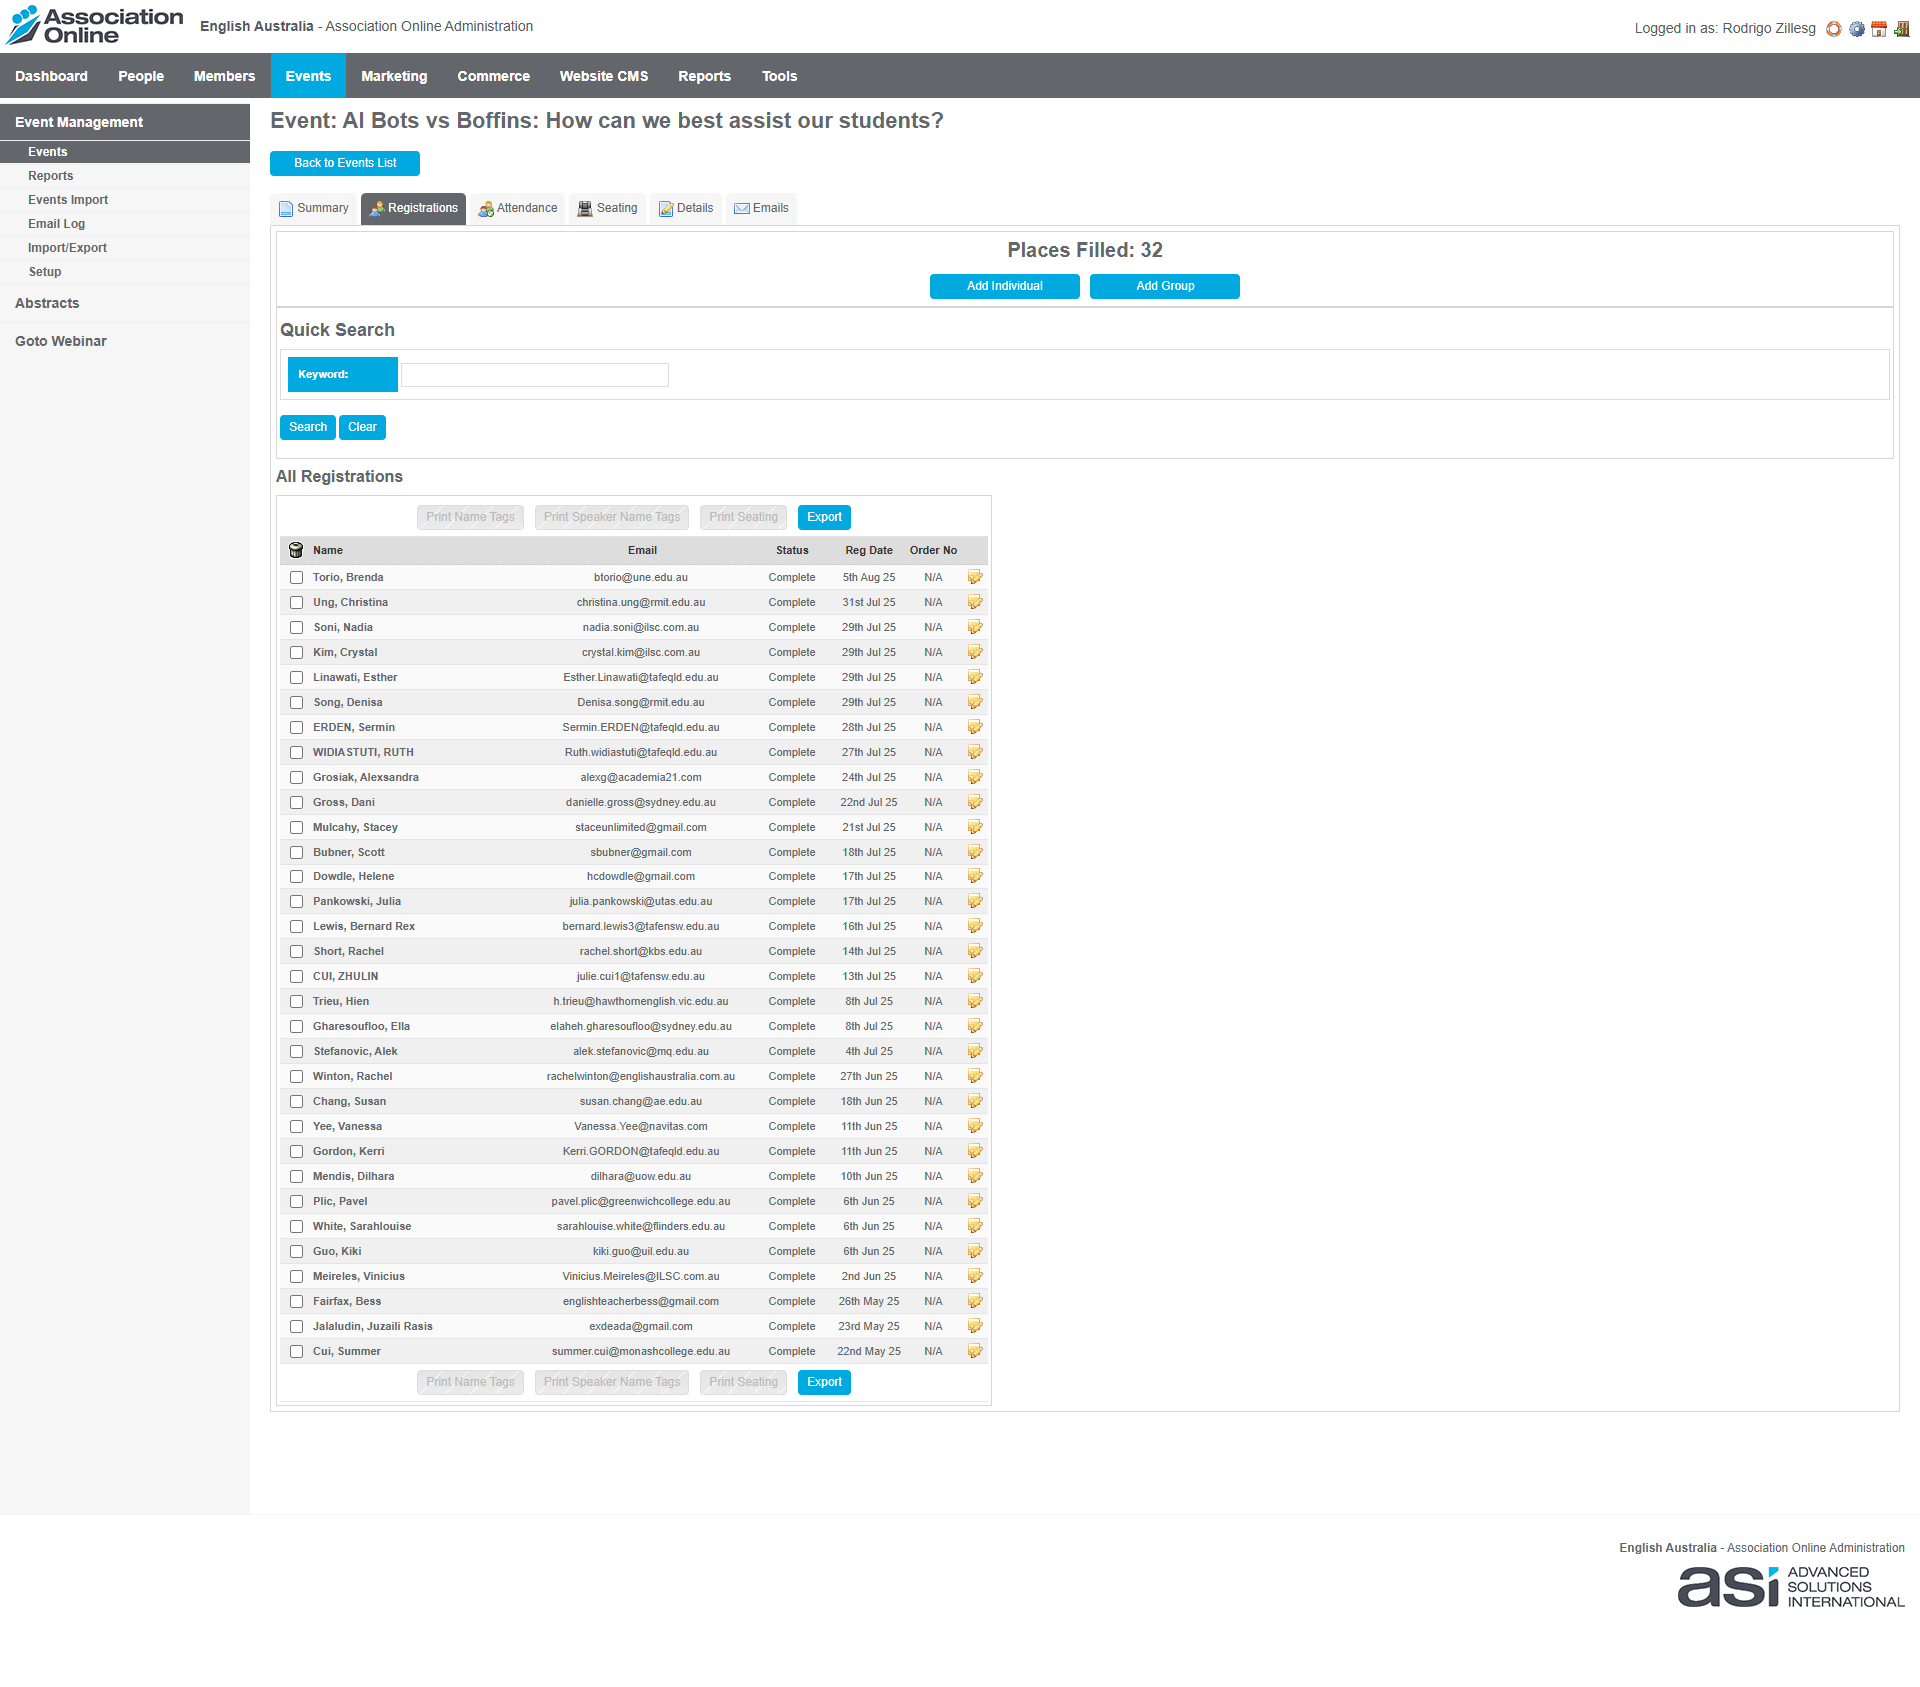 Association
Online
English Australia - Association Online Administration
Logged in as: Rodrigo Zillesg
Dashboard People Members Events Marketing Commerce Website CMS Reports Tools
Event Management
Events
Reports
Events Import
Email Log
Import/Export
Setup
Abstracts
Goto Webinar
Event: AI Bots vs Boffins: How can we best assist our students?
Back to Events List
Summary Registrations Attendance Seating Details Emails
Places Filled: 32
Add Individual Add Group
Quick Search
Keyword:
Search Clear
All Registrations
Print Name Tags Print Speaker Name Tags Print Seating Export
Name Email Status Reg Date Order No
Torio, Brenda btorio@une.edu.au Complete 5th Aug 25 N/A
Ung, Christina christina.ung@rmit.edu.au Complete 31st Jul 25 N/A
Soni, Nadia nadia.soni@ilsc.com.au Complete 29th Jul 25 N/A
Kim, Crystal crystal.kim@ilsc.com.au Complete 29th Jul 25 N/A
Linawati, Esther Esther.Linawati@tafeqld.edu.au Complete 29th Jul 25 N/A
Song, Denisa Denisa.song@rmit.edu.au Complete 29th Jul 25 N/A
ERDEN, Sermin Sermin.ERDEN@tafeqld.edu.au Complete 28th Jul 25 N/A
WIDIASTUTI, RUTH Ruth.widiastuti@tafeqld.edu.au Complete 27th Jul 25 N/A
Grosiak, Alexsandra alexg@academia21.com Complete 24th Jul 25 N/A
Gross, Dani danielle.gross@sydney.edu.au Complete 22nd Jul 25 N/A
Mulcahy, Stacey staceunlimited@gmail.com Complete 21st Jul 25 N/A
Bubner, Scott sbubner@gmail.com Complete 18th Jul 25 N/A
Dowdle, Helene hcdowdle@gmail.com Complete 17th Jul 25 N/A
Pankowski, Julia julia.pankowski@utas.edu.au Complete 17th Jul 25 N/A
Lewis, Bernard Rex bernard.lewis3@tafensw.edu.au Complete 16th Jul 25 N/A
Short, Rachel rachel.short@kbs.edu.au Complete 14th Jul 25 N/A
CUI, ZHULIN julie.cui1@tafensw.edu.au Complete 13th Jul 25 N/A
Trieu, Hien h.trieu@hawthornenglish.vic.edu.au Complete 8th Jul 25 N/A
Gharesoufloo, Ella elaheh.gharesoufloo@sydney.edu.au Complete 8th Jul 25 N/A
Stefanovic, Alek alek.stefanovic@mq.edu.au Complete 4th Jul 25 N/A
Winton, Rachel rachelwinton@englishaustralia.com.au Complete 27th Jun 25 N/A
Chang, Susan susan.chang@ae.edu.au Complete 18th Jun 25 N/A
Yee, Vanessa Vanessa.Yee@navitas.com Complete 11th Jun 25 N/A
Gordon, Kerri Kerri.GORDON@tafeqld.edu.au Complete 11th Jun 25 N/A
Mendis, Dilhara dilhara@uow.edu.au Complete 10th Jun 25 N/A
Plic, Pavel pavel.plic@greenwichcollege.edu.au Complete 6th Jun 25 N/A
White, Sarahlouise sarahlouise.white@flinders.edu.au Complete 6th Jun 25 N/A
Guo, Kiki kiki.guo@uil.edu.au Complete 6th Jun 25 N/A
Meireles, Vinicius Vinicius.Meireles@ILSC.com.au Complete 2nd Jun 25 N/A
Fairfax, Bess englishteacherbess@gmail.com Complete 26th May 25 N/A
Jalaludin, Juzaili Rasis exdeada@gmail.com Complete 23rd May 25 N/A
Cui, Summer summer.cui@monashcollege.edu.au Complete 22nd May 25 N/A
Print Name Tags Print Speaker Name Tags Print Seating Export
English Australia - Association Online Administration
asi ADVANCED
SOLUTIONS
INTERNATIONAL